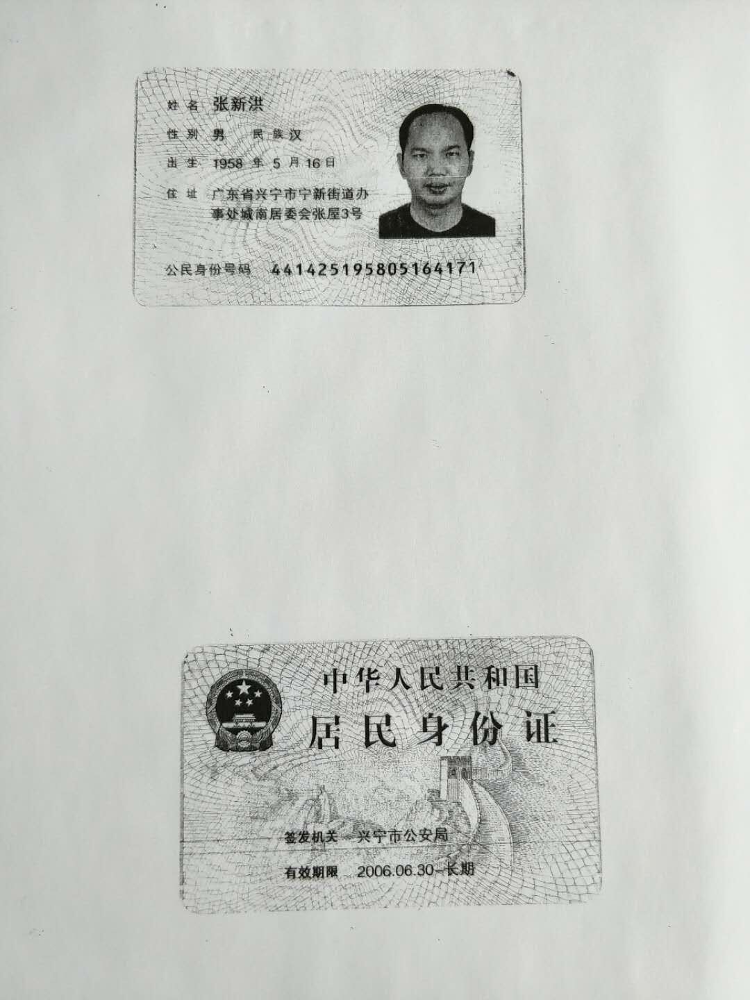 姓名 张新洪
性别 男 民族 汉
出生 1958 年 5 月 16 日
住址 广东省兴宁市宁新街道办
事处城南居委会张屋3号
公民身份号码 441425195805164171
中华人民共和国
居民身份证
签发机关 兴宁市公安局
有效期限 2006.06.30-长期